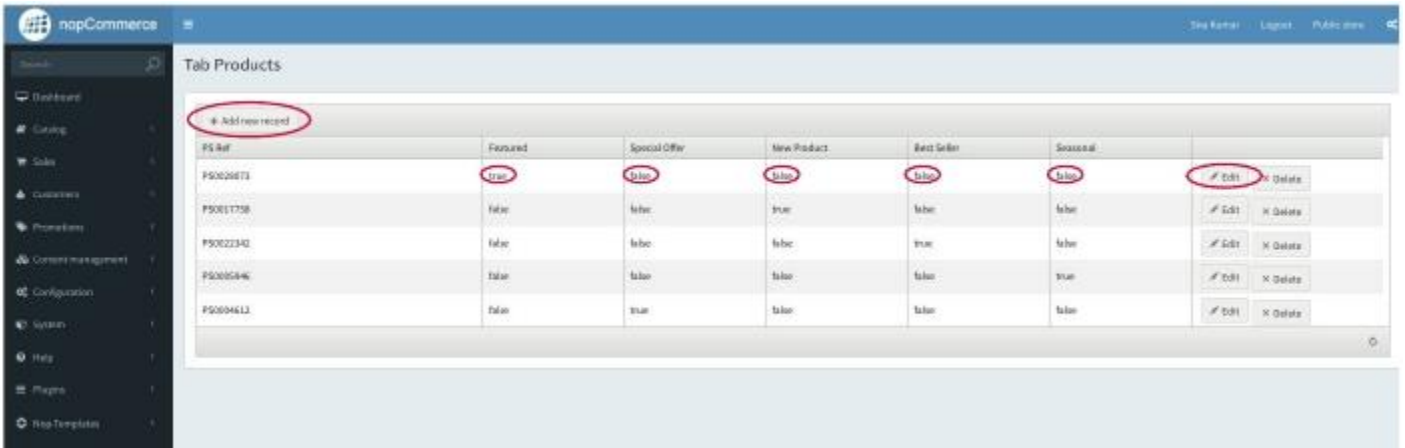 nopCommerce
Logout Public store
Search
Tab Products
Dashboard
Catalog
Sales
Customers
Promotions
Content management
Configuration
System
Help
Plugins
Nop Templates
+ Add new record
PS Ref Featured Special Offer New Product Best Seller Seasonal
true false false false false Edit × Delete
PS0017758 false false true false false Edit × Delete
PS0022342 false false false true false Edit × Delete
false false false false true Edit × Delete
PS0004612 false true false false false Edit × Delete